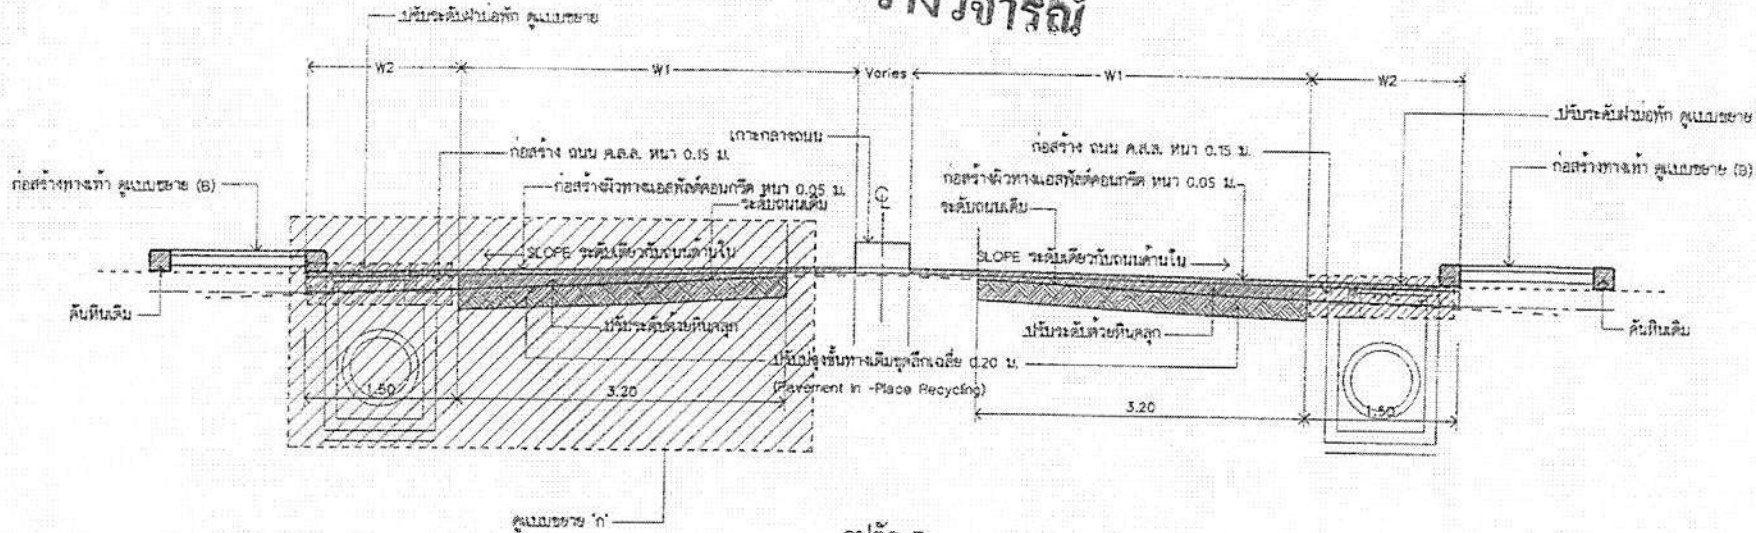 ปรับระดับฝาบ่อพัก ดูแบบขยาย
W2
W1
Varies
W1
W2
ปรับระดับฝาบ่อพัก ดูแบบขยาย
เกาะกลางถนน
ก่อสร้าง ถนน ค.ส.ล. หนา 0.15 ม.
ก่อสร้าง ถนน ค.ส.ล. หนา 0.15 ม.
ก่อสร้างทางเท้า ดูแบบขยาย (B)
ก่อสร้างผิวทางแอสฟัลต์คอนกรีต หนา 0.05 ม.
ก่อสร้างผิวทางแอสฟัลต์คอนกรีต หนา 0.05 ม.
ก่อสร้างทางเท้า ดูแบบขยาย (B)
ระดับถนนเดิม
ระดับถนนเดิม
SLOPE ระดับเดียวกับถนนด้านใน
SLOPE ระดับเดียวกับถนนด้านใน
คันหินเดิม
ปรับระดับด้วยหินคลุก
ปรับระดับด้วยหินคลุก
คันหินเดิม
ปรับปรุงชั้นทางเดิมขุดลึกเฉลี่ย 0.20 ม.
(Pavement In -Place Recycling)
1.50
3.20
3.20
1.50
ดูแบบขยาย 'ก'